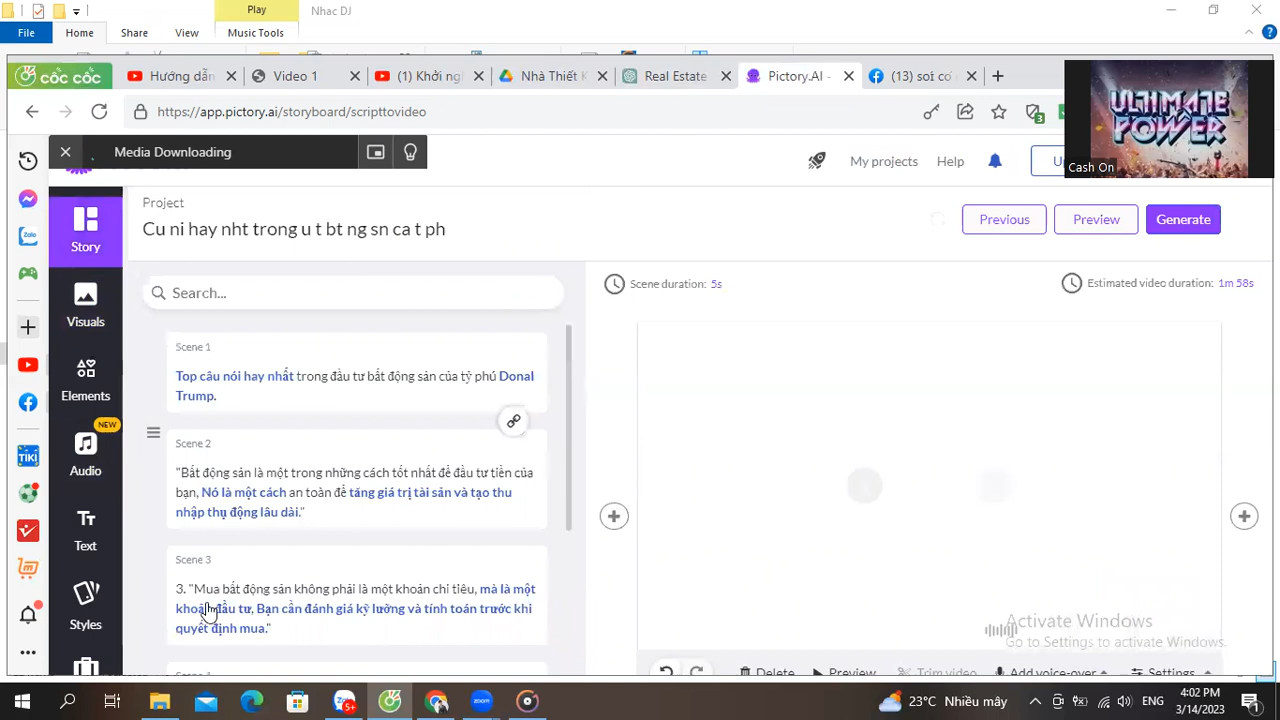 Play
Nhac DJ
File
Home
Share
View
Music Tools
CỐC CỐC
Hướng dẫn
Video 1
(1) Khởi ng
Nhà Thiết K
Real Estate
Pictory.AI -
(13) soi có
https://app.pictory.ai/storyboard/scripttovideo
3
ULTIMATE
POWER
Cash On
Media Downloading
My projects
Help
Project
Cu ni hay nht trong u t bt ng sn ca t ph
Previous
Preview
Generate
Story
Visuals
Elements
NEW
Audio
Text
Styles
Zalo
TIKI
Search...
Scene duration: 5s
Estimated video duration: 1m 58s
Scene 1
Top câu nói hay nhất trong đầu tư bất động sản của tỷ phú Donal
Trump.
Scene 2
"Bất động sản là một trong những cách tốt nhất để đầu tư tiền của
bạn, Nó là một cách an toàn để tăng giá trị tài sản và tạo thu
nhập thụ động lâu dài."
Scene 3
3. "Mua bất động sản không phải là một khoản chi tiêu, mà là một
khoản đầu tư, Bạn cần đánh giá kỹ lưỡng và tính toán trước khi
quyết định mua."
Activate Windows
Go to Settings to activate Windows.
Delete
Preview
Trim video
Add voice-over
Settings
Zalo
5+
zoom
23°C Nhiều mây
ENG
4:02 PM
3/14/2023
1